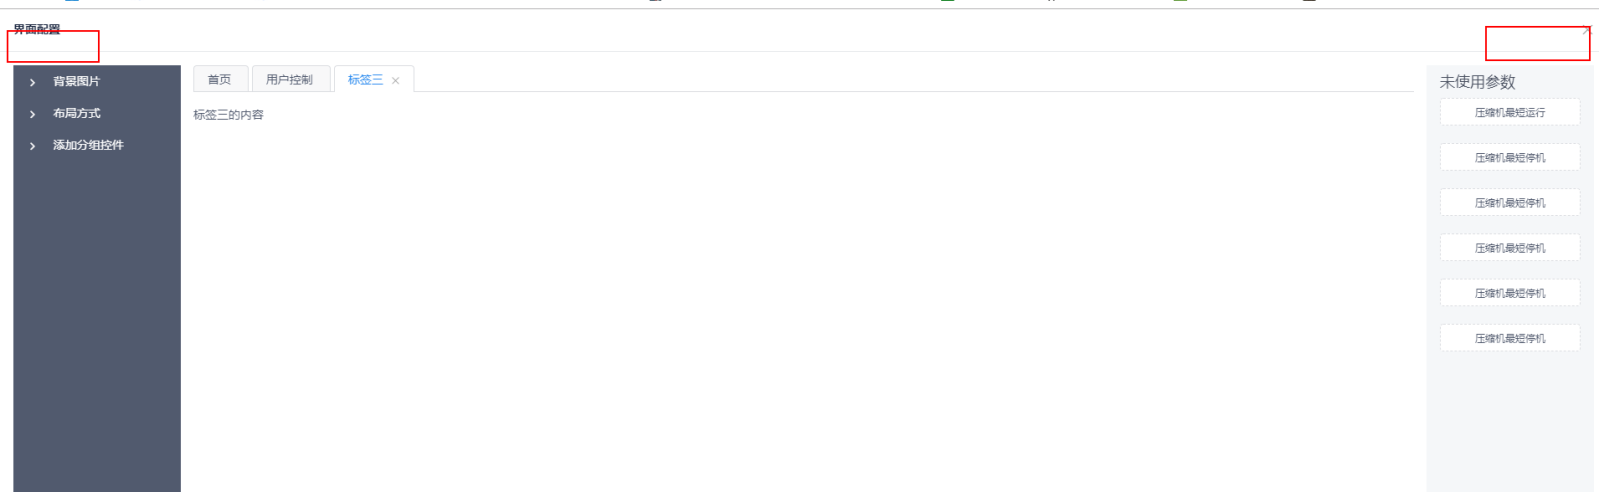 界面配置
背景图片
布局方式
添加分组控件
首页 用户控制 标签三
标签三的内容
未使用参数
压缩机最短运行
压缩机最短停机
压缩机最短停机
压缩机最短停机
压缩机最短停机
压缩机最短停机